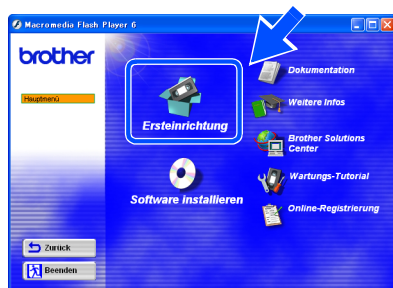 Macromedia Flash Player 6
brother
Hauptmenü
Ersteinrichtung
Software installieren
Dokumentation
Weitere Infos
Brother Solutions
Center
Wartungs-Tutorial
Online-Registrierung
Zurück
Beenden